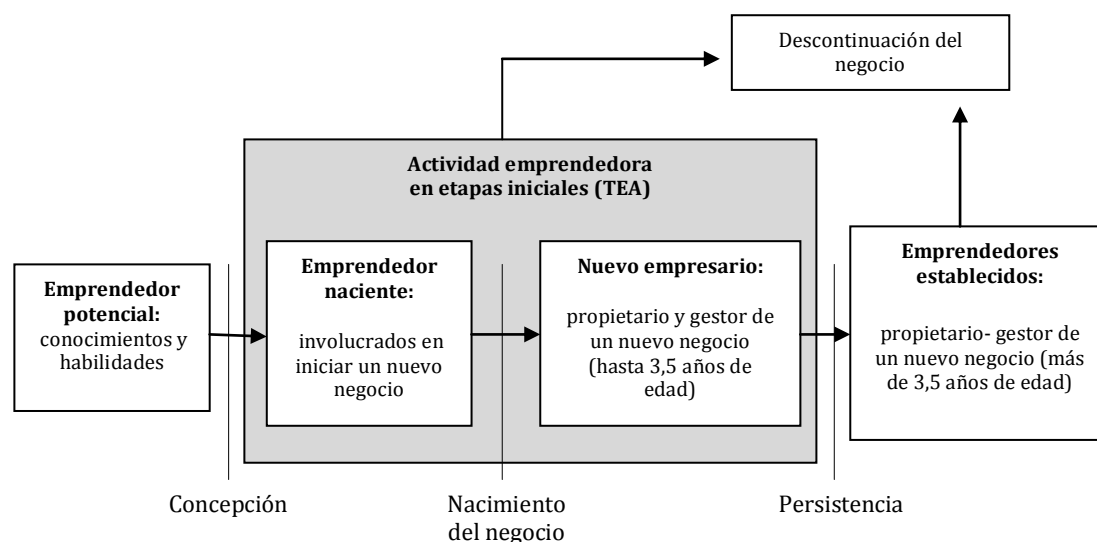 Descontinuación del
negocio
Actividad emprendedora
en etapas iniciales (TEA)
Emprendedor
potencial:
conocimientos y
habilidades
Emprendedor
naciente:
involucrados en
iniciar un nuevo
negocio
Nuevo empresario:
propietario y gestor de
un nuevo negocio
(hasta 3,5 años de
edad)
Emprendedores
establecidos:
propietario- gestor de
un nuevo negocio (más
de 3,5 años de edad)
Concepción
Nacimiento
del negocio
Persistencia